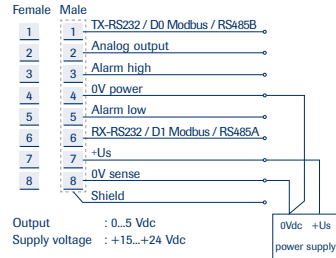 Female Male
1 1 TX-RS232 / D0 Modbus / RS485B
2 2 Analog output
3 3 Alarm high
4 4 0V power
5 5 Alarm low
6 6 RX-RS232 / D1 Modbus / RS485A
7 7 +Us
8 8 0V sense
Shield
Output : 0...5 Vdc
Supply voltage : +15...+24 Vdc
0Vdc +Us
power supply